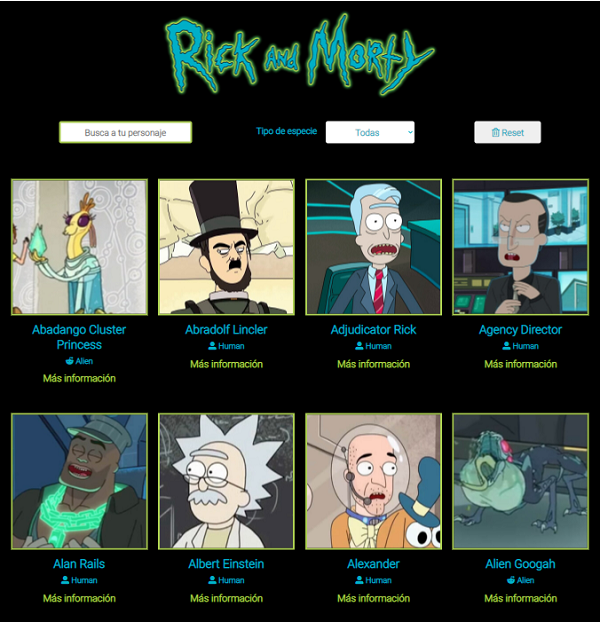 Rick and Morty
Busca a tu personaje
Tipo de especie
Todas
Reset
Abadango Cluster
Princess
Alien
Más información
Abradolf Lincler
Human
Más información
Adjudicator Rick
Human
Más información
Agency Director
Human
Más información
Alan Rails
Human
Más información
Albert Einstein
Human
Más información
Alexander
Human
Más información
Alien Googah
Alien
Más información